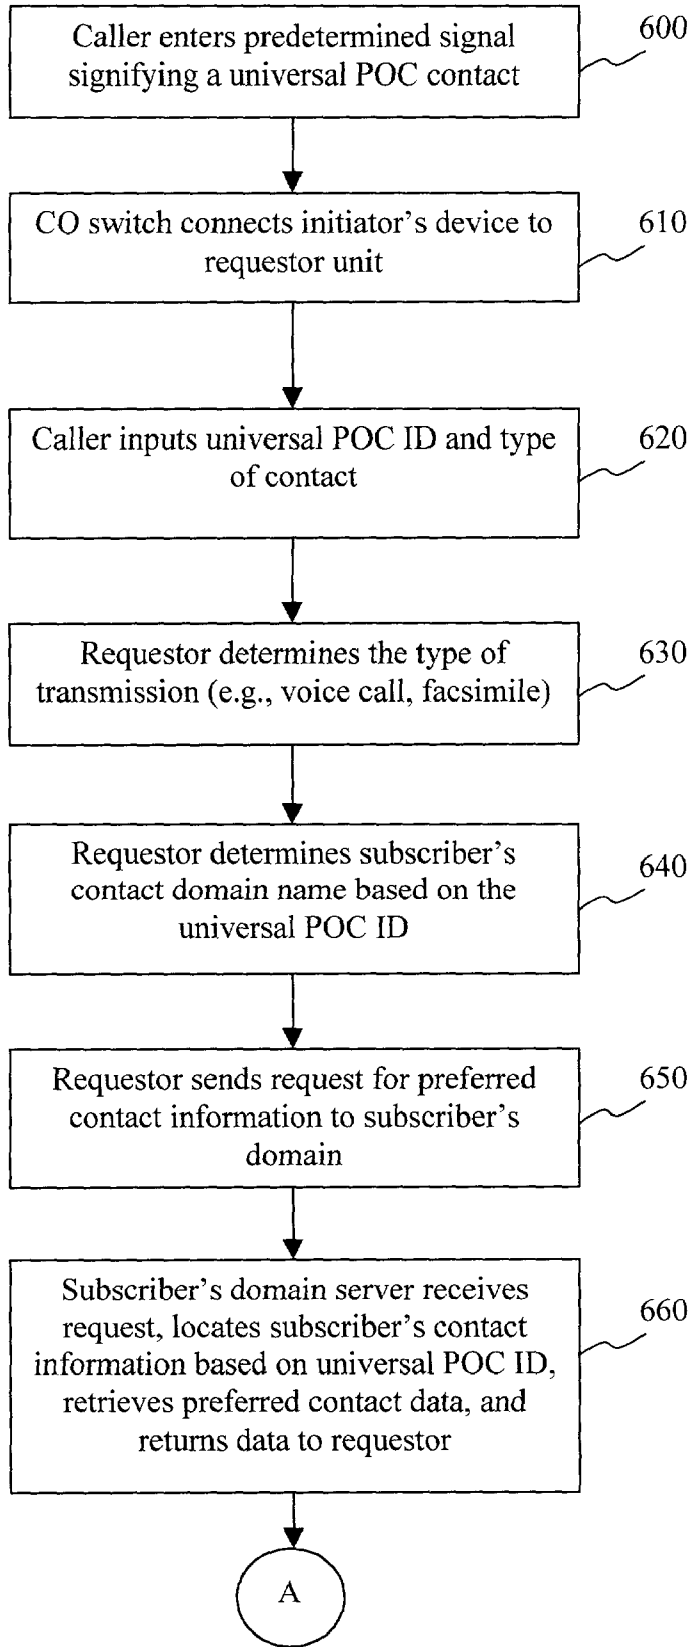 Caller enters predetermined signal
signifying a universal POC contact
600
CO switch connects initiator's device to
requestor unit
610
Caller inputs universal POC ID and type
of contact
620
Requestor determines the type of
transmission (e.g., voice call, facsimile)
630
Requestor determines subscriber's
contact domain name based on the
universal POC ID
640
Requestor sends request for preferred
contact information to subscriber's
domain
650
Subscriber's domain server receives
request, locates subscriber's contact
information based on universal POC ID,
retrieves preferred contact data, and
returns data to requestor
660
A